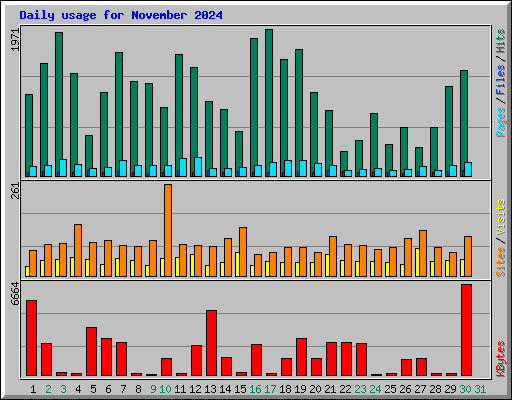 Daily usage for November 2024
1971
Pages / Files / Hits
261
Sites / Visits
6664
KBytes
1 2 3 4 5 6 7 8 9 10 11 12 13 14 15 16 17 18 19 20 21 22 23 24 25 26 27 28 29 30 31